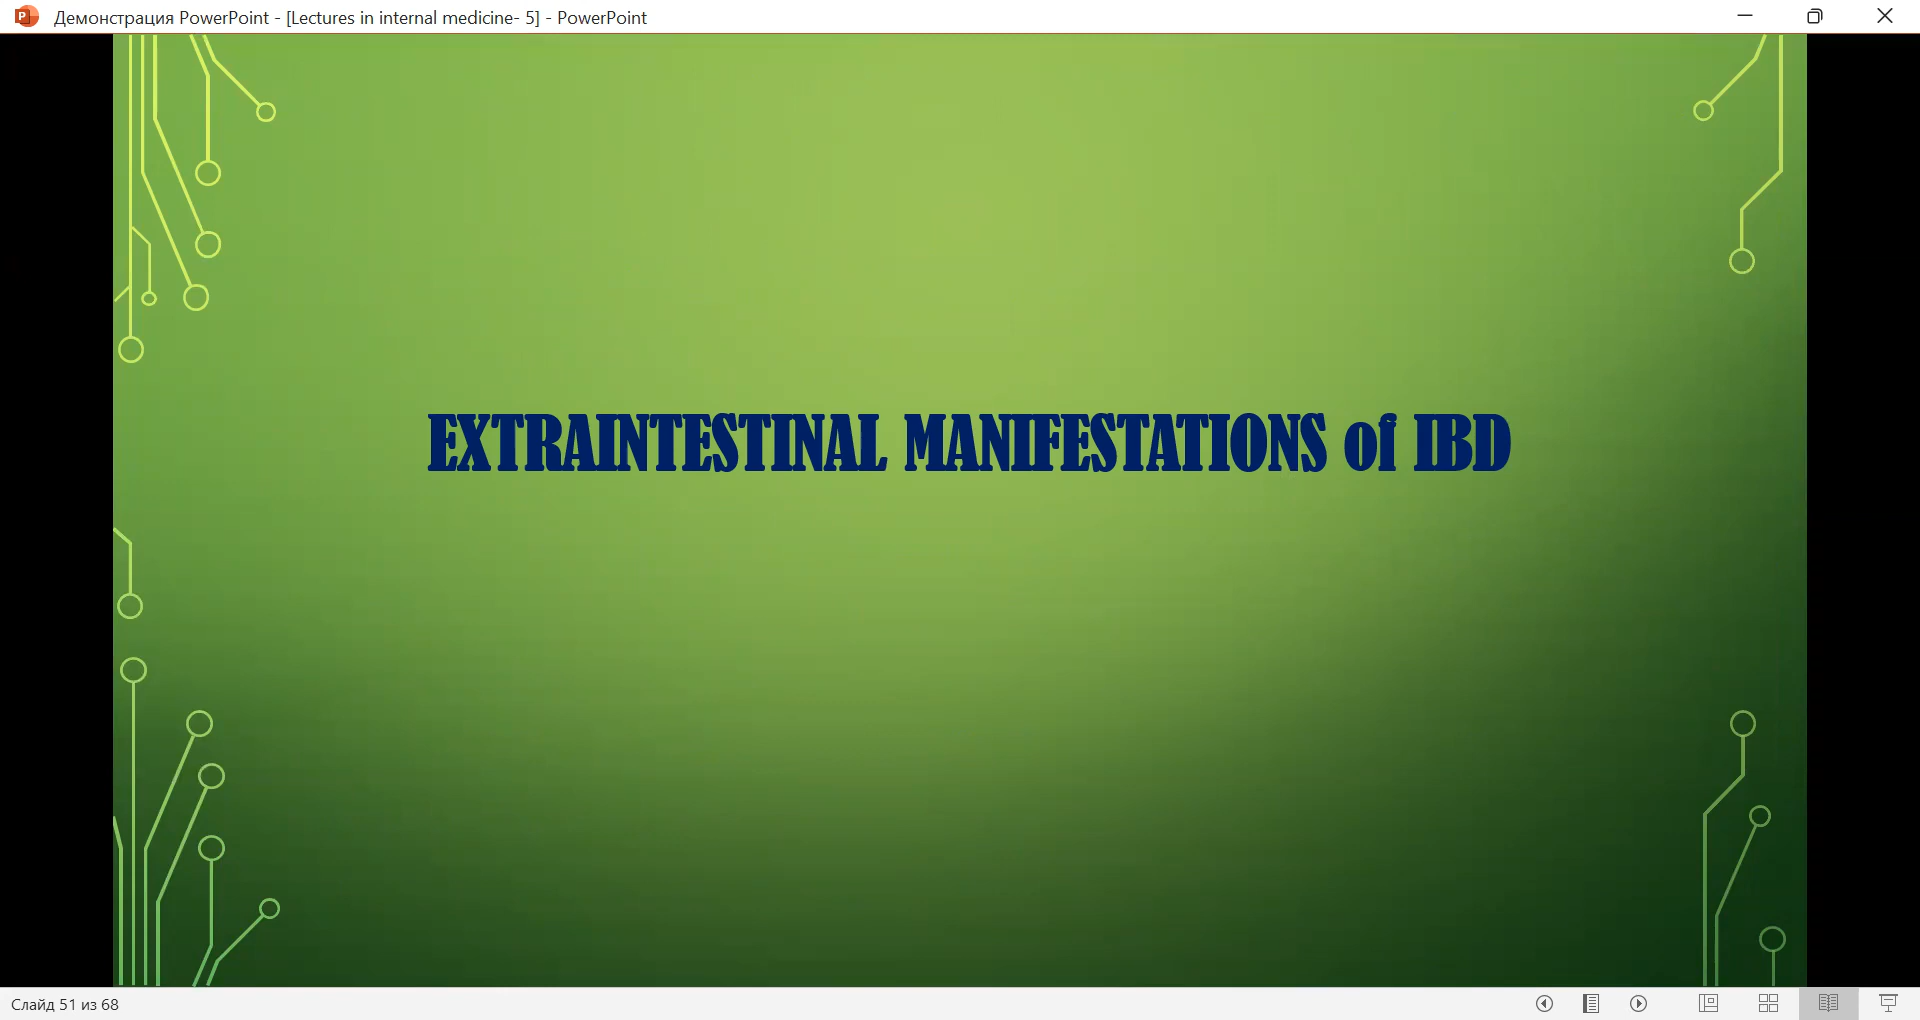 Демонстрация PowerPoint - [Lectures in internal medicine- 5] - PowerPoint
EXTRAINTESTINAL MANIFESTATIONS of IBD
Слайд 51 из 68